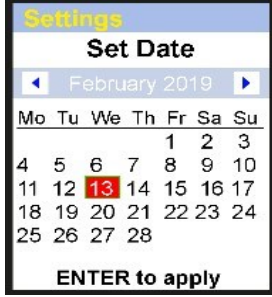 Settings
Set Date
February 2019
Mo Tu We Th Fr Sa Su
1 2 3
4 5 6 7 8 9 10
11 12 13 14 15 16 17
18 19 20 21 22 23 24
25 26 27 28
ENTER to apply